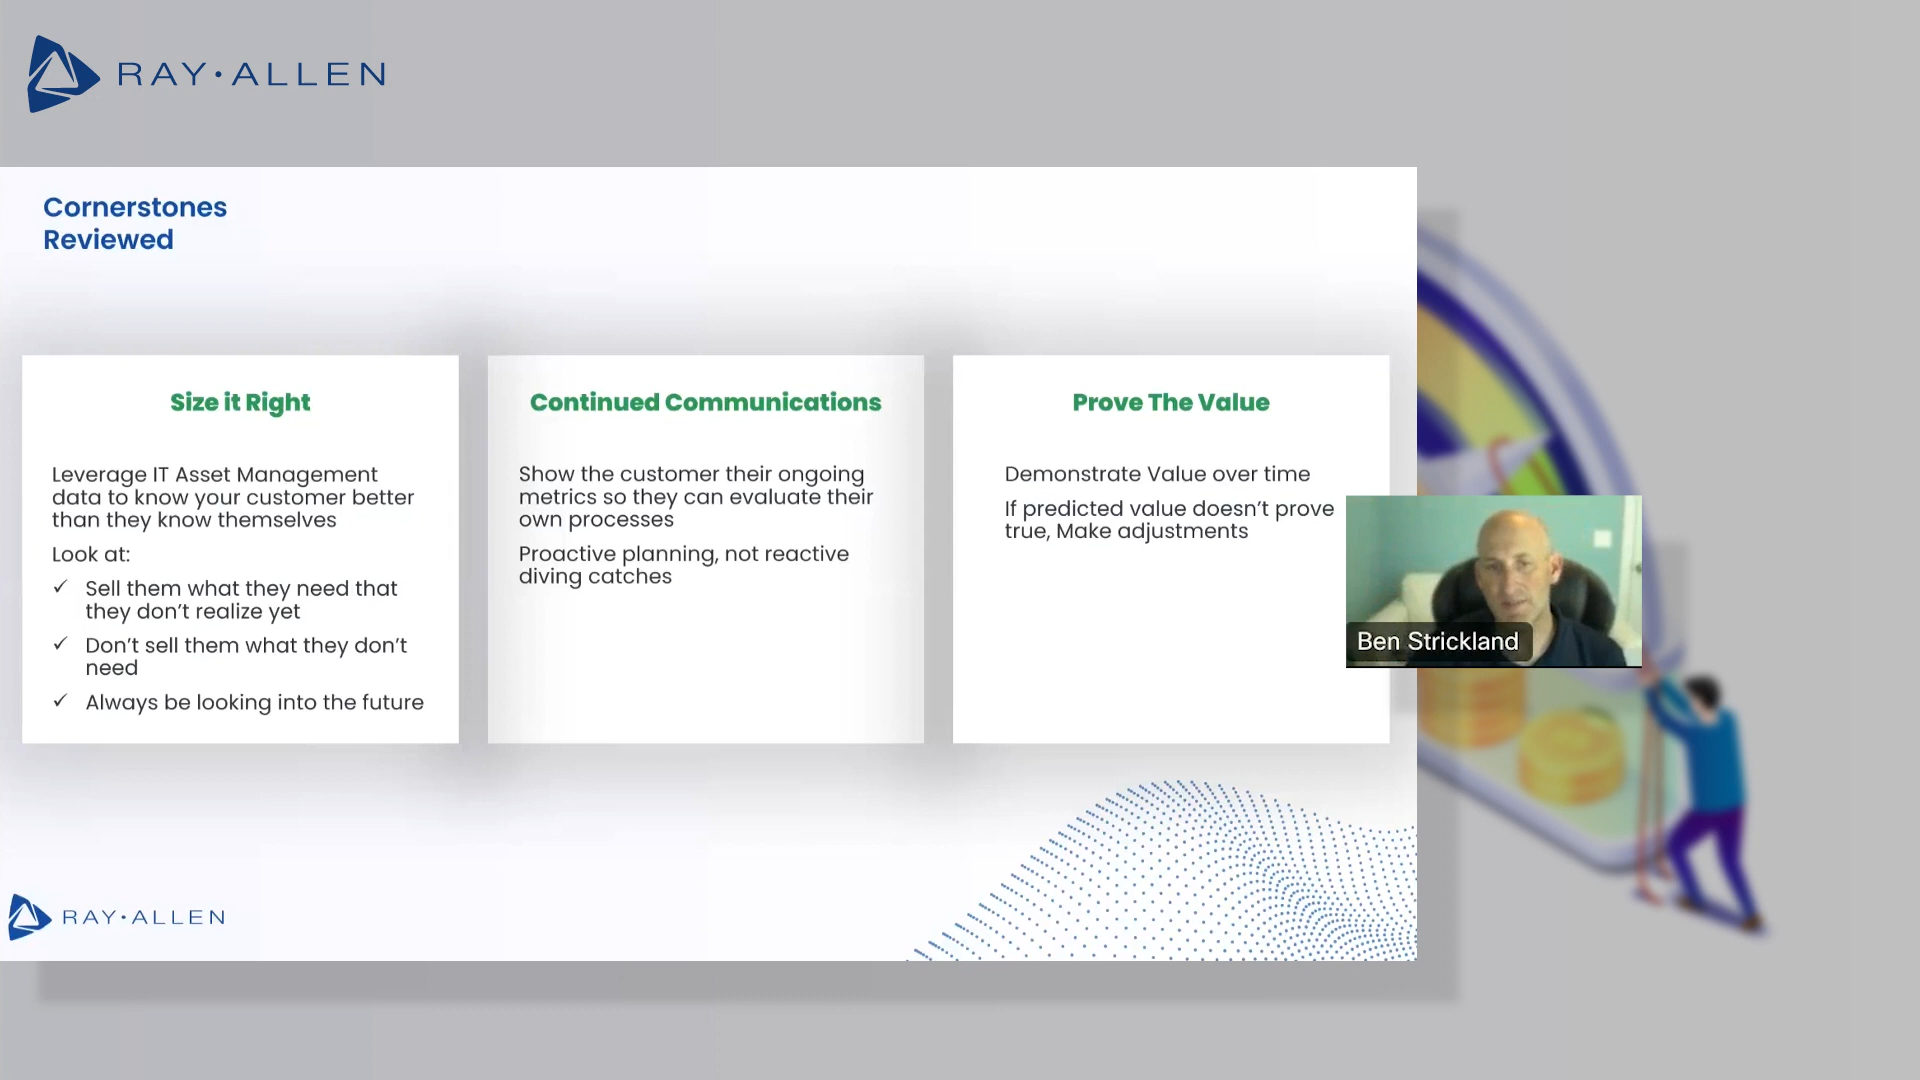 RAY•ALLEN
Cornerstones
Reviewed
Size it Right
Leverage IT Asset Management
data to know your customer better
than they know themselves
Look at:
✓ Sell them what they need that
they don’t realize yet
✓ Don’t sell them what they don’t
need
✓ Always be looking into the future
Continued Communications
Show the customer their ongoing
metrics so they can evaluate their
own processes
Proactive planning, not reactive
diving catches
Prove The Value
Demonstrate Value over time
If predicted value doesn’t prove
true, Make adjustments
Ben Strickland
RAY•ALLEN